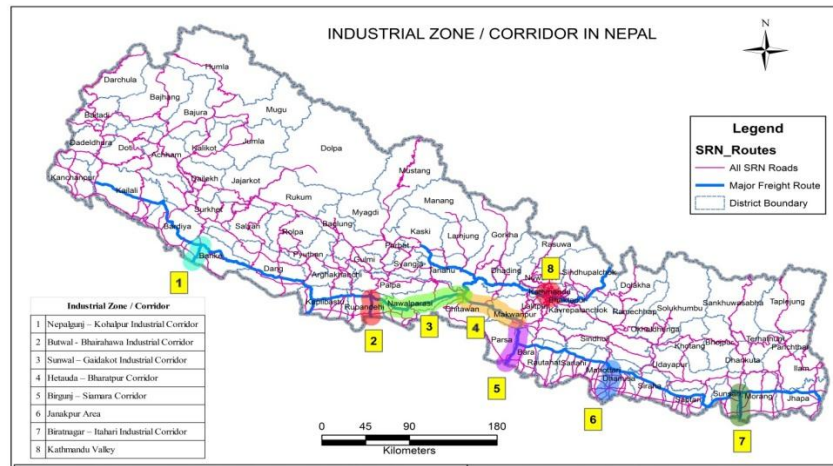 INDUSTRIAL ZONE / CORRIDOR IN NEPAL
N
Legend
SRN_Routes
All SRN Roads
Major Freight Route
District Boundary
Humla
Darchula
Bajhang
Bajura
Mugu
Baitadi
Dadeldhura
Doti
Achham
Kalikot
Jumla
Dolpa
Kanchanpur
Kailali
Dailekh
Jajarkot
Mustang
Surkhet
Rukum
Manang
Bardiya
Salyan
Rolpa
Myagdi
Baglung
Kaski
Lamjung
Gorkha
Rasuwa
Banke
Dang
Pyuthan
Gulmi
Parbat
Syangja
Tanahu
Dhading
Sindhupalchok
Arghakhanchi
Palpa
Dolakha
Kapilbastu
Rupandehi
Nawalparasi
Chitawan
Makwanpur
Lalitpur
Kavrepalanchok
Ramechhap
Solukhumbu
Sankhuwasabha
Taplejung
Parsa
Bara
Rautahat
Sarlahi
Sindhuli
Okhaldhunga
Khotang
Bhojpur
Terhathum
Panchthar
Mahottari
Dhanusa
Udayapur
Dhankuta
Ilam
Siraha
Saptari
Sunsari
Morang
Jhapa
1
2
3
4
5
6
7
8
Industrial Zone / Corridor
1 Nepalgunj – Kohalpur Industrial Corridor
2 Butwal - Bhairahawa Industrial Corridor
3 Sunwal – Gaidakot Industrial Corridor
4 Hetauda – Bharatpur Corridor
5 Birgunj – Siamara Corridor
6 Janakpur Area
7 Biratnagar – Itahari Industrial Corridor
8 Kathmandu Valley
0 45 90 180
Kilometers